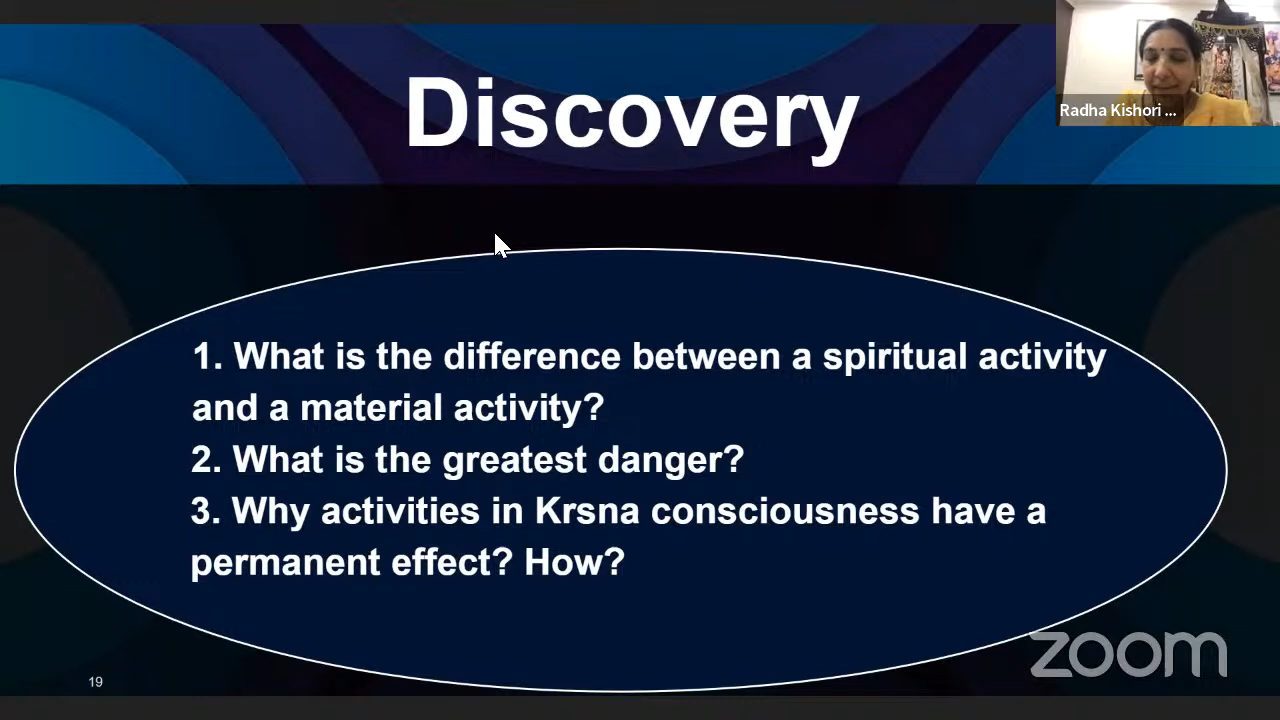 Discovery
Radha Kishori ...
1. What is the difference between a spiritual activity
and a material activity?
2. What is the greatest danger?
3. Why activities in Krsna consciousness have a
permanent effect? How?
zoom
19